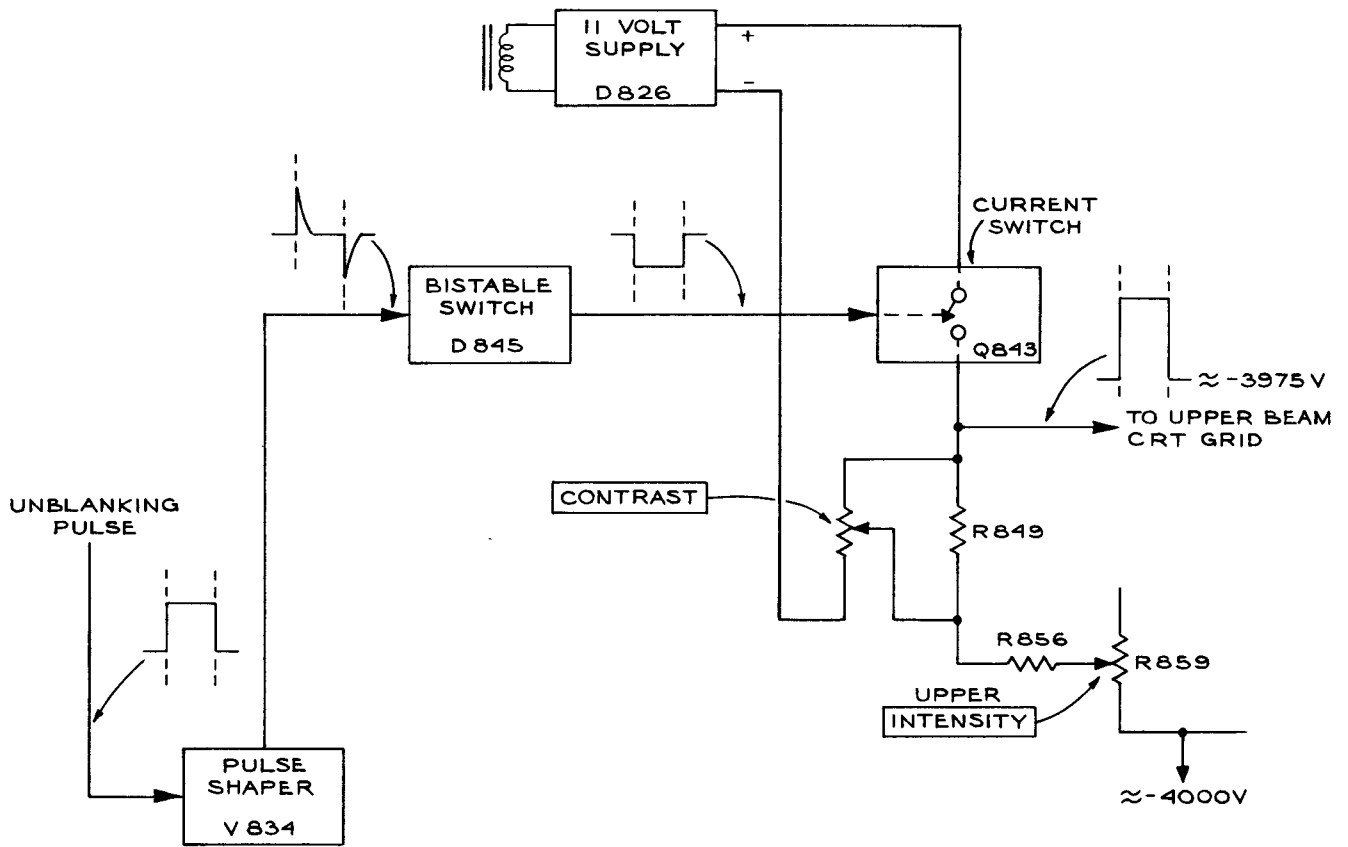 11 VOLT
SUPPLY
D826
+
-
CURRENT
SWITCH
BISTABLE
SWITCH
D845
Q843
≈ -3975V
TO UPPER BEAM
CRT GRID
CONTRAST
R849
UNBLANKING
PULSE
R856
R859
UPPER
INTENSITY
PULSE
SHAPER
V834
≈-4000V